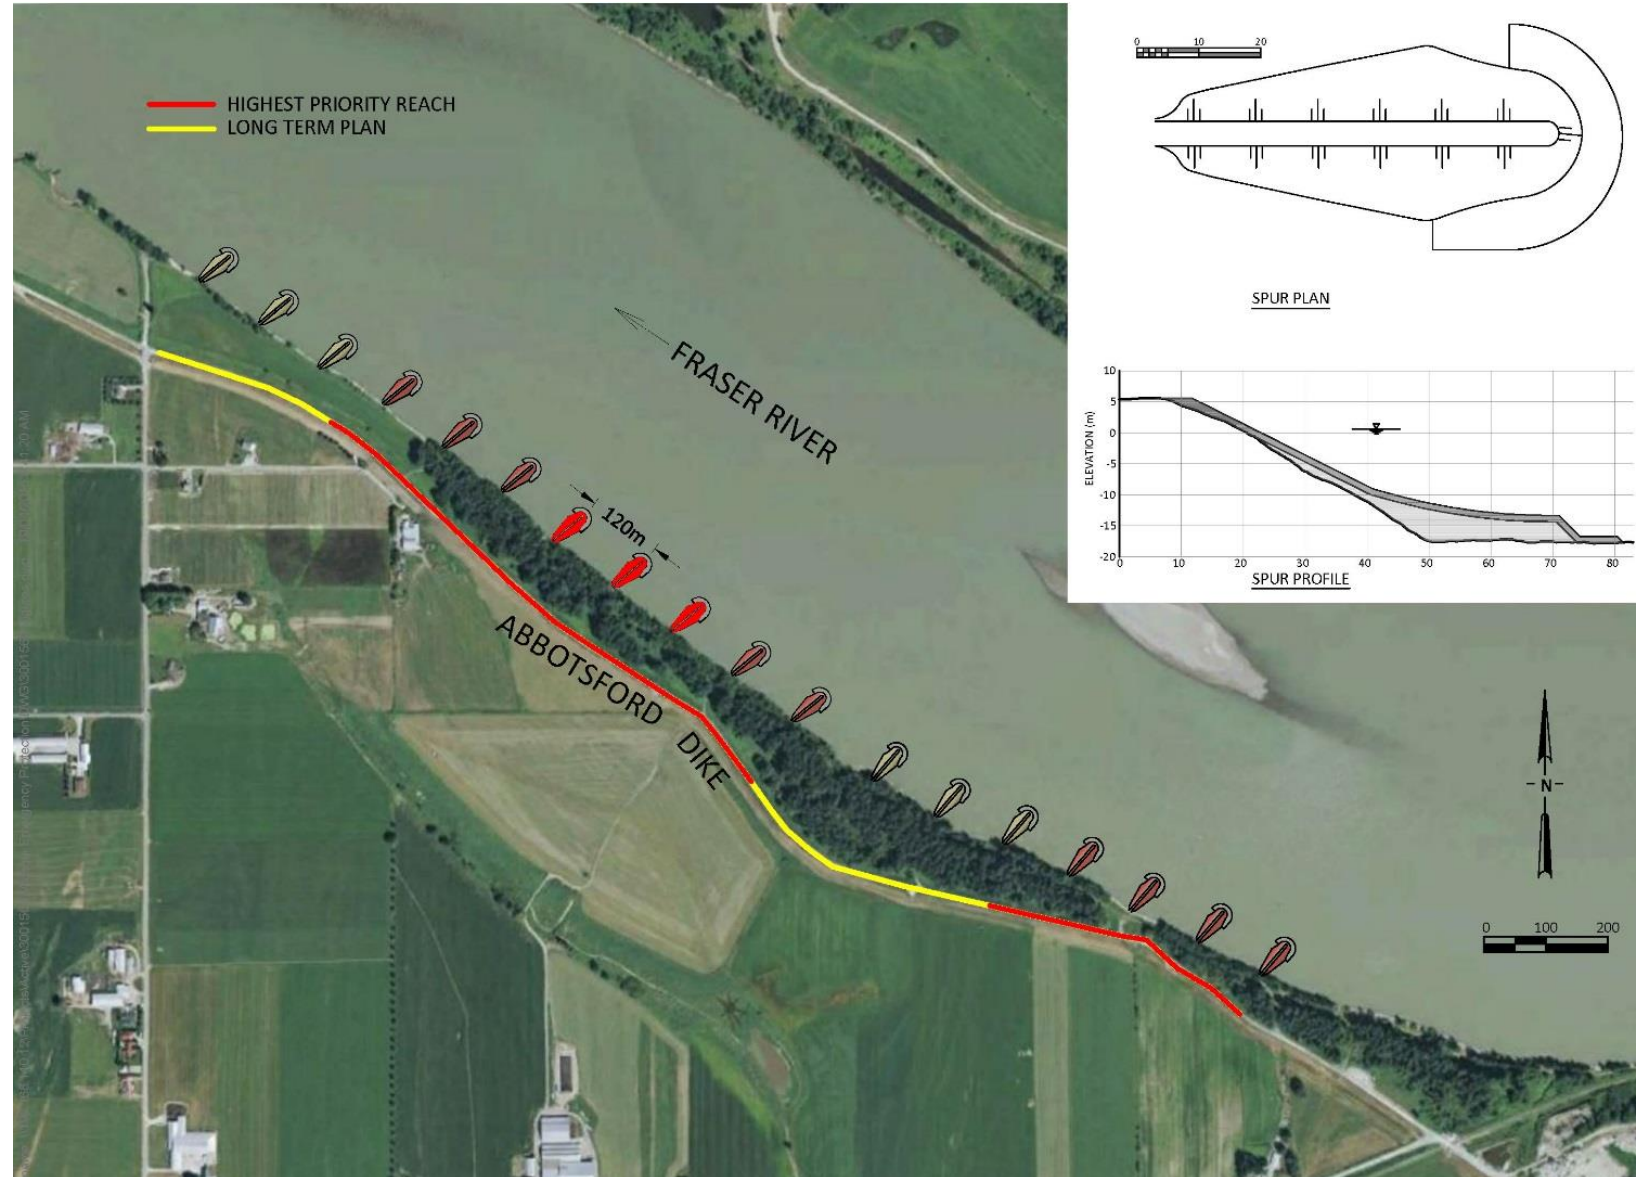 HIGHEST PRIORITY REACH
LONG TERM PLAN
FRASER RIVER
120m
ABBOTSFORD
DIKE
N
0 100 200
0 10 20
SPUR PLAN
ELEVATION (m)
10
5
0
-5
-10
-15
-20
0 10 20 30 40 50 60 70 80
SPUR PROFILE